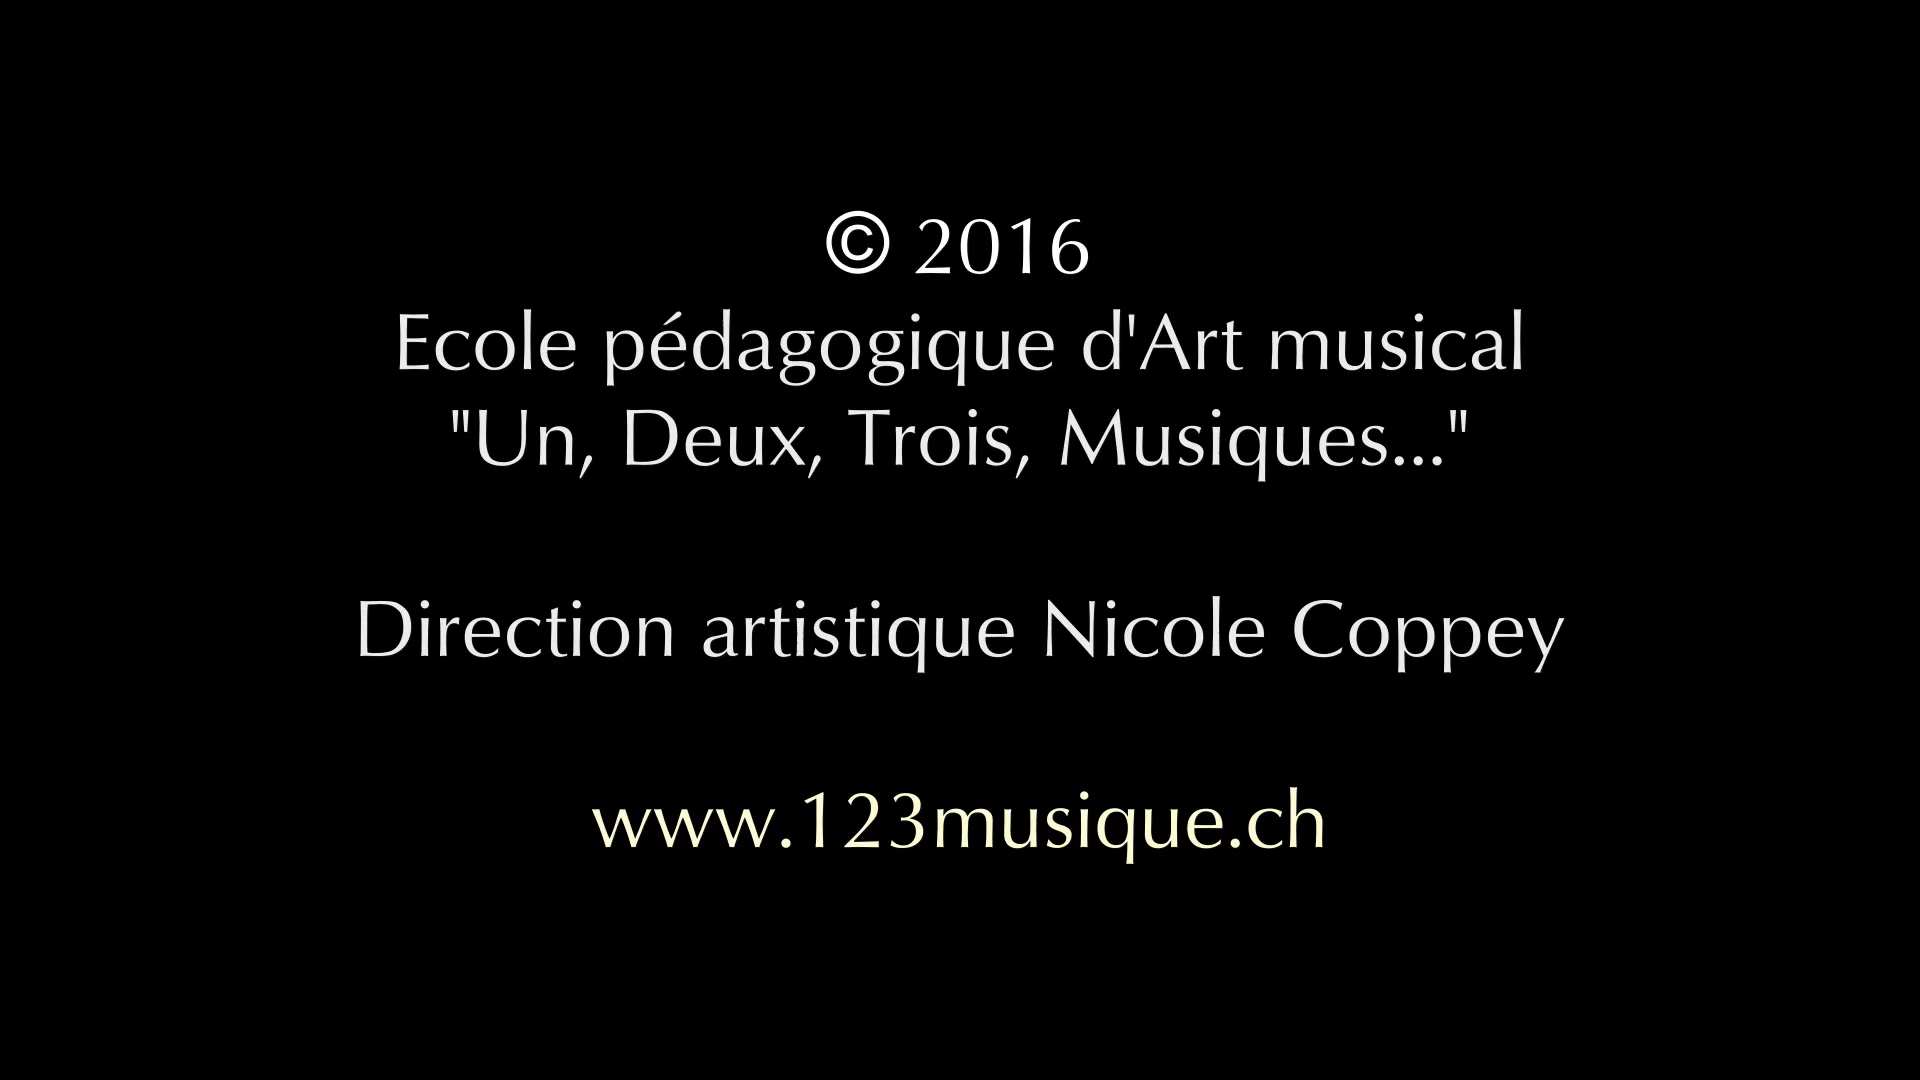 © 2016
Ecole pédagogique d'Art musical
"Un, Deux, Trois, Musiques..."
Direction artistique Nicole Coppey
www.123musique.ch